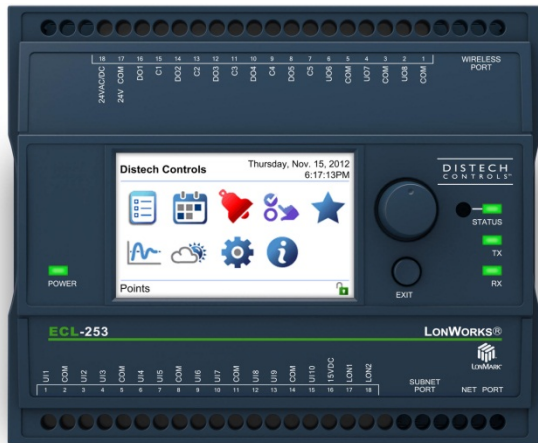 18 17 16 15 14 13 12 11 10 9 8 7 6 5 4 3 2 1
24VAC/DC 24V COM DO1 C1 DO2 C2 DO3 C3 DO4 C4 DO5 C5 UO6 COM UO7 COM UO8 COM
WIRELESS
PORT
Distech Controls
Thursday, Nov. 15, 2012
6:17:13PM
DISTECH
CONTROLS™
STATUS
TX
RX
POWER
EXIT
Points
ECL-253
LONWORKS®
LONMARK®
UI1 COM UI2 UI3 COM UI4 UI5 COM UI6 UI7 COM UI8 UI9 COM UI10 15VDC LON1 LON2
1 2 3 4 5 6 7 8 9 10 11 12 13 14 15 16 17 18
SUBNET
PORT
NET PORT